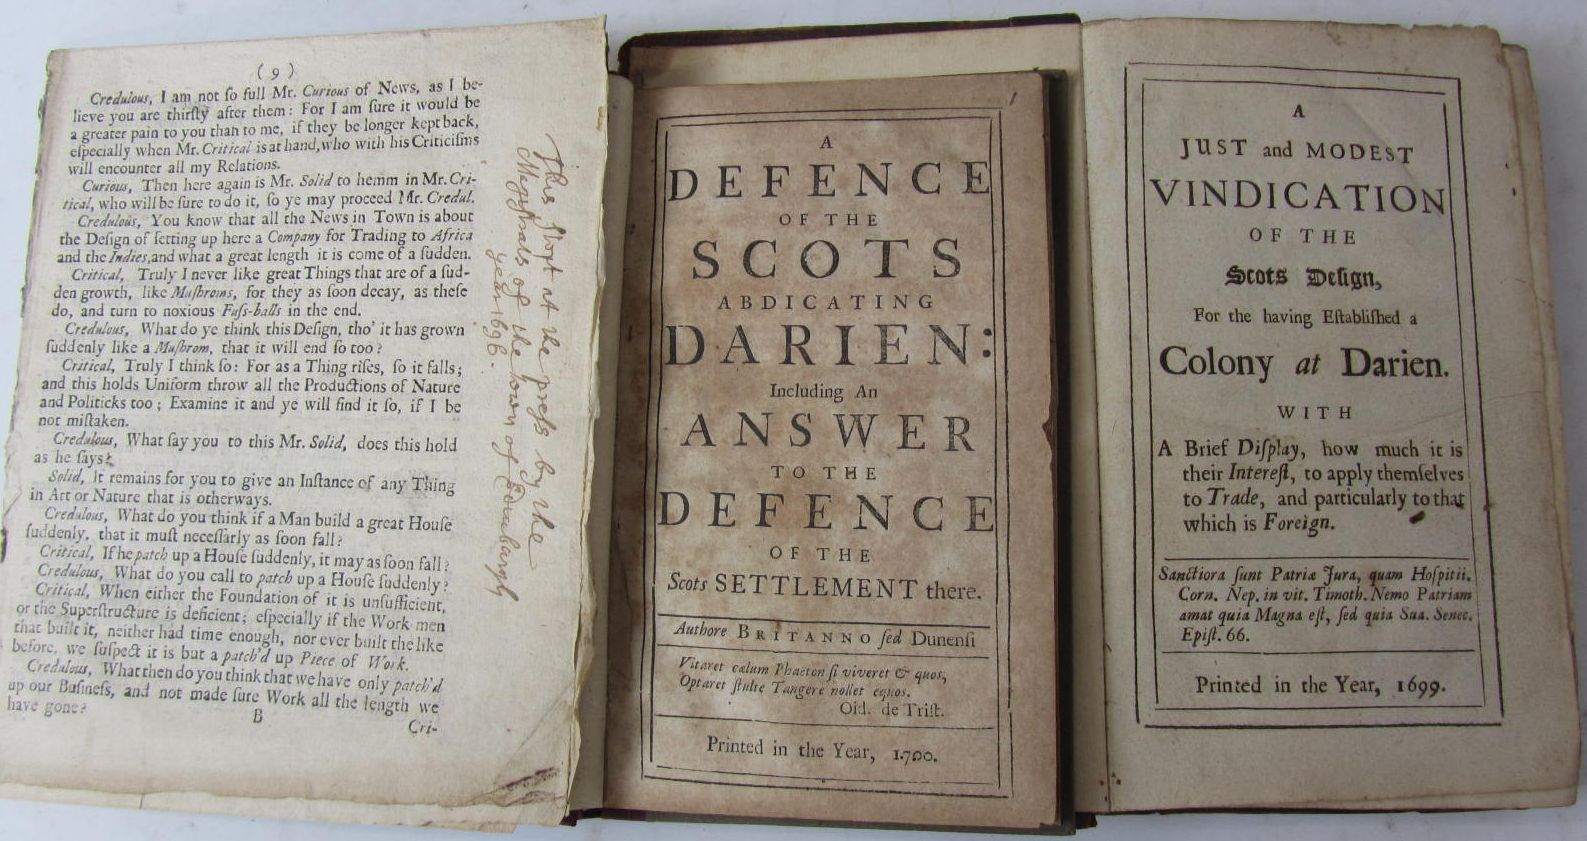 (9)
Credulous, I am not ſo full Mr. Curious of News, as I be-
lieve you are thirſty after them: For I am ſure it would be
a greater pain to you than to me, if they be longer kept back,
eſpecially when Mr. Critical is at hand, who with his Criticiſms
will encounter all my Relations.
Curious, Then here again is Mr. Solid to hemm in Mr. Cri-
tical, who will be ſure to do it, ſo ye may proceed Mr. Credul.
Credulous, You know that all the News in Town is about
the Deſign of ſetting up here a Company for Trading to Africa
and the Indies, and what a great length it is come of a ſudden.
Critical, Truly I never like great Things that are of a ſud-
den growth, like Muſhroms, for they as ſoon decay, as theſe
do, and turn to noxious Fuſs-balls in the end.
Credulous, What do ye think this Deſign, tho' it has grown
ſuddenly like a Muſhrom, that it will end ſo too?
Critical, Truly I think ſo: For as a Thing riſes, ſo it falls;
and this holds Uniform throw all the Productions of Nature
and Politicks too; Examine it and ye will find it ſo, if I be
not miſtaken.
Credulous, What ſay you to this Mr. Solid, does this hold
as he ſays?
Solid, It remains for you to give an Inſtance of any Thing
in Art or Nature that is otherways.
Credulous, What do you think if a Man build a great Houſe
ſuddenly, that it muſt neceſſarly as ſoon fall?
Critical, If he patch up a Houſe ſuddenly, it may as ſoon fall?
Credulous, What do you call to patch up a Houſe ſuddenly?
Critical, When either the Foundation of it is unſufficient,
or the Superſtructure is deficient; eſpecially if the Work-men
that built it, neither had time enough, nor ever built the like
before, we ſuſpect it is but a patch'd up Piece of Work.
Credulous, What then do you think that we have only patch'd
up our Buſineſs, and not made ſure Work all the length we
have gone?
B
Cri-
This ſtopt at the preſs by the
Magiſtrats of the town of Edinburgh
year 1696.
1
A
DEFENCE
OF THE
SCOTS
ABDICATING
DARIEN:
Including An
ANSWER
TO THE
DEFENCE
OF THE
Scots SETTLEMENT there.
Authore BRITANNO ſed Dunenſi
Vitaret cœlum Phaeton ſi viveret & quos,
Optaret ſtulte Tangere nollet equos.
Oid. de Triſt.
Printed in the Year, 1700.
A
JUST and MODEST
VINDICATION
OF THE
Scots Deſign,
For the having Eſtabliſhed a
Colony at Darien.
WITH
A Brief Diſplay, how much it is
their Intereſt, to apply themſelves
to Trade, and particularly to that
which is Foreign.
Sanctiora ſunt Patriæ Jura, quam Hoſpitii.
Corn. Nep. in vit. Timoth. Nemo Patriam
amat quia Magna eſt, ſed quia Sua. Senec.
Epiſt. 66.
Printed in the Year, 1699.